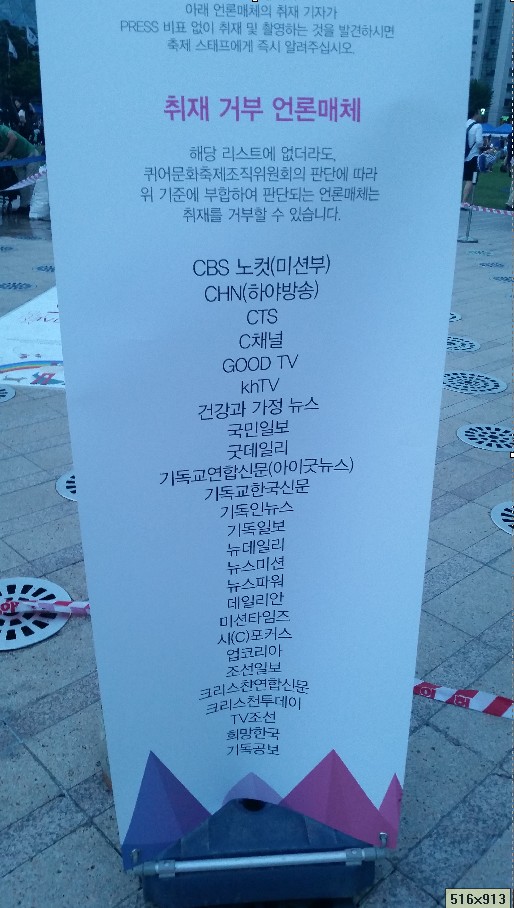 아래 언론매체의 취재 기자가
PRESS 비표 없이 취재 및 촬영하는 것을 발견하시면
축제 스태프에게 즉시 알려주십시오.
취재 거부 언론매체
해당 리스트에 없더라도,
퀴어문화축제조직위원회의 판단에 따라
위 기준에 부합하여 판단되는 언론매체는
취재를 거부할 수 있습니다.
CBS 노컷(미션부)
CHN(하야방송)
CTS
C채널
GOOD TV
khTV
건강과 가정 뉴스
국민일보
굿데일리
기독교연합신문(아이굿뉴스)
기독교한국신문
기독인뉴스
기독일보
뉴데일리
뉴스미션
뉴스파워
데일리안
미션타임즈
시(C)포커스
업코리아
조선일보
크리스챤연합신문
크리스천투데이
TV조선
희망한국
기독공보
516×913